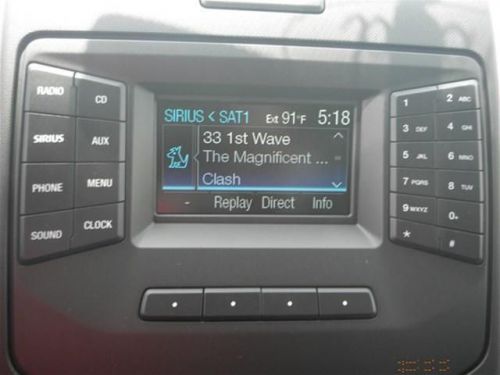 RADIO
CD
SIRIUS
AUX
PHONE
MENU
SOUND
CLOCK
SIRIUS < SAT1 Ext 91°F 5:18
33 1st Wave
The Magnificent ...
Clash
- Replay Direct Info
1
2 ABC
3 DEF
4 GHI
5 JKL
6 MNO
7 PQRS
8 TUV
9 WXYZ
0 +
*
#